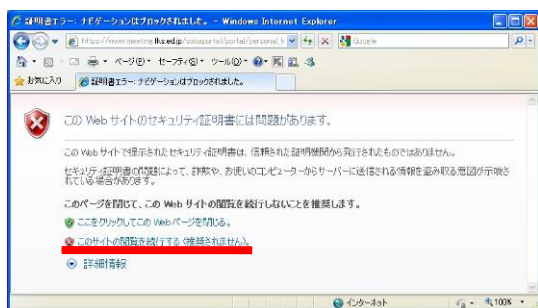 証明書エラー: ナビゲーションはブロックされました。 - Windows Internet Explorer
Google
ページ(P) セーフティ(S) ツール(O)
お気に入り 証明書エラー: ナビゲーションはブロックされました。
この Web サイトのセキュリティ証明書には問題があります。
この Web サイトで提示されたセキュリティ証明書は、信頼された証明機関から発行されたものではありません。
セキュリティ証明書の問題によって、詐欺や、お使いのコンピューターからサーバーに送信される情報を盗み取る意図が示唆さ
れている場合があります。
このページを閉じて、この Web サイトの閲覧を続行しないことを推奨します。
ここをクリックしてこの Web ページを閉じる。
このサイトの閲覧を続行する (推奨されません)。
詳細情報
インターネット 100%